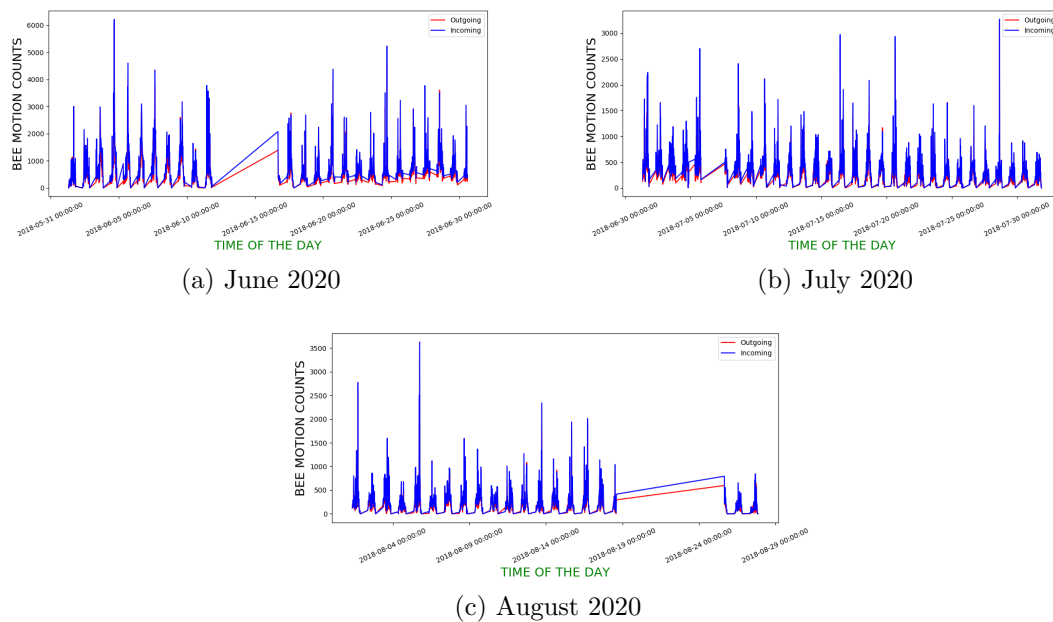 BEE MOTION COUNTS
6000
5000
4000
3000
2000
1000
0
Outgoing
Incoming
2018-05-31 00:00:00
2018-06-05 00:00:00
2018-06-10 00:00:00
2018-06-15 00:00:00
2018-06-20 00:00:00
2018-06-25 00:00:00
2018-06-30 00:00:00
TIME OF THE DAY
(a) June 2020
BEE MOTION COUNTS
3000
2500
2000
1500
1000
500
0
Outgoing
Incoming
2018-06-30 00:00:00
2018-07-05 00:00:00
2018-07-10 00:00:00
2018-07-15 00:00:00
2018-07-20 00:00:00
2018-07-25 00:00:00
2018-07-30 00:00:00
TIME OF THE DAY
(b) July 2020
BEE MOTION COUNTS
3500
3000
2500
2000
1500
1000
500
0
Outgoing
Incoming
2018-08-04 00:00:00
2018-08-09 00:00:00
2018-08-14 00:00:00
2018-08-19 00:00:00
2018-08-24 00:00:00
2018-08-29 00:00:00
TIME OF THE DAY
(c) August 2020